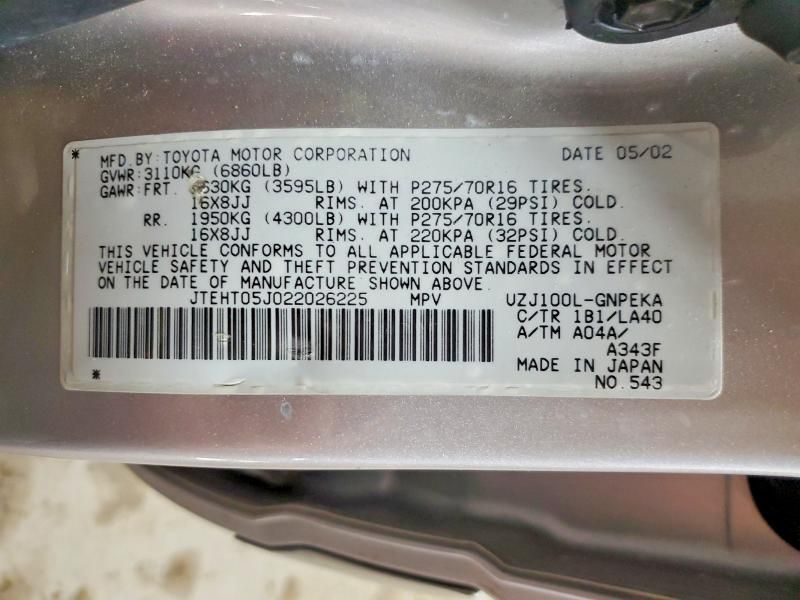 * MFD. BY: TOYOTA MOTOR CORPORATION DATE 05/02
GVWR: 3110KG (6860LB)
GAWR: FRT. 1630KG (3595LB) WITH P275/70R16 TIRES.
16X8JJ RIMS. AT 200KPA (29PSI) COLD.
RR. 1950KG (4300LB) WITH P275/70R16 TIRES.
16X8JJ RIMS. AT 220KPA (32PSI) COLD.
THIS VEHICLE CONFORMS TO ALL APPLICABLE FEDERAL MOTOR
VEHICLE SAFETY AND THEFT PREVENTION STANDARDS IN EFFECT
ON THE DATE OF MANUFACTURE SHOWN ABOVE.
JTEHT05J022026225 MPV UZJ100L-GNPEKA
C/TR 1B1/LA40
A/TM A04A/
A343F
MADE IN JAPAN
* NO. 543